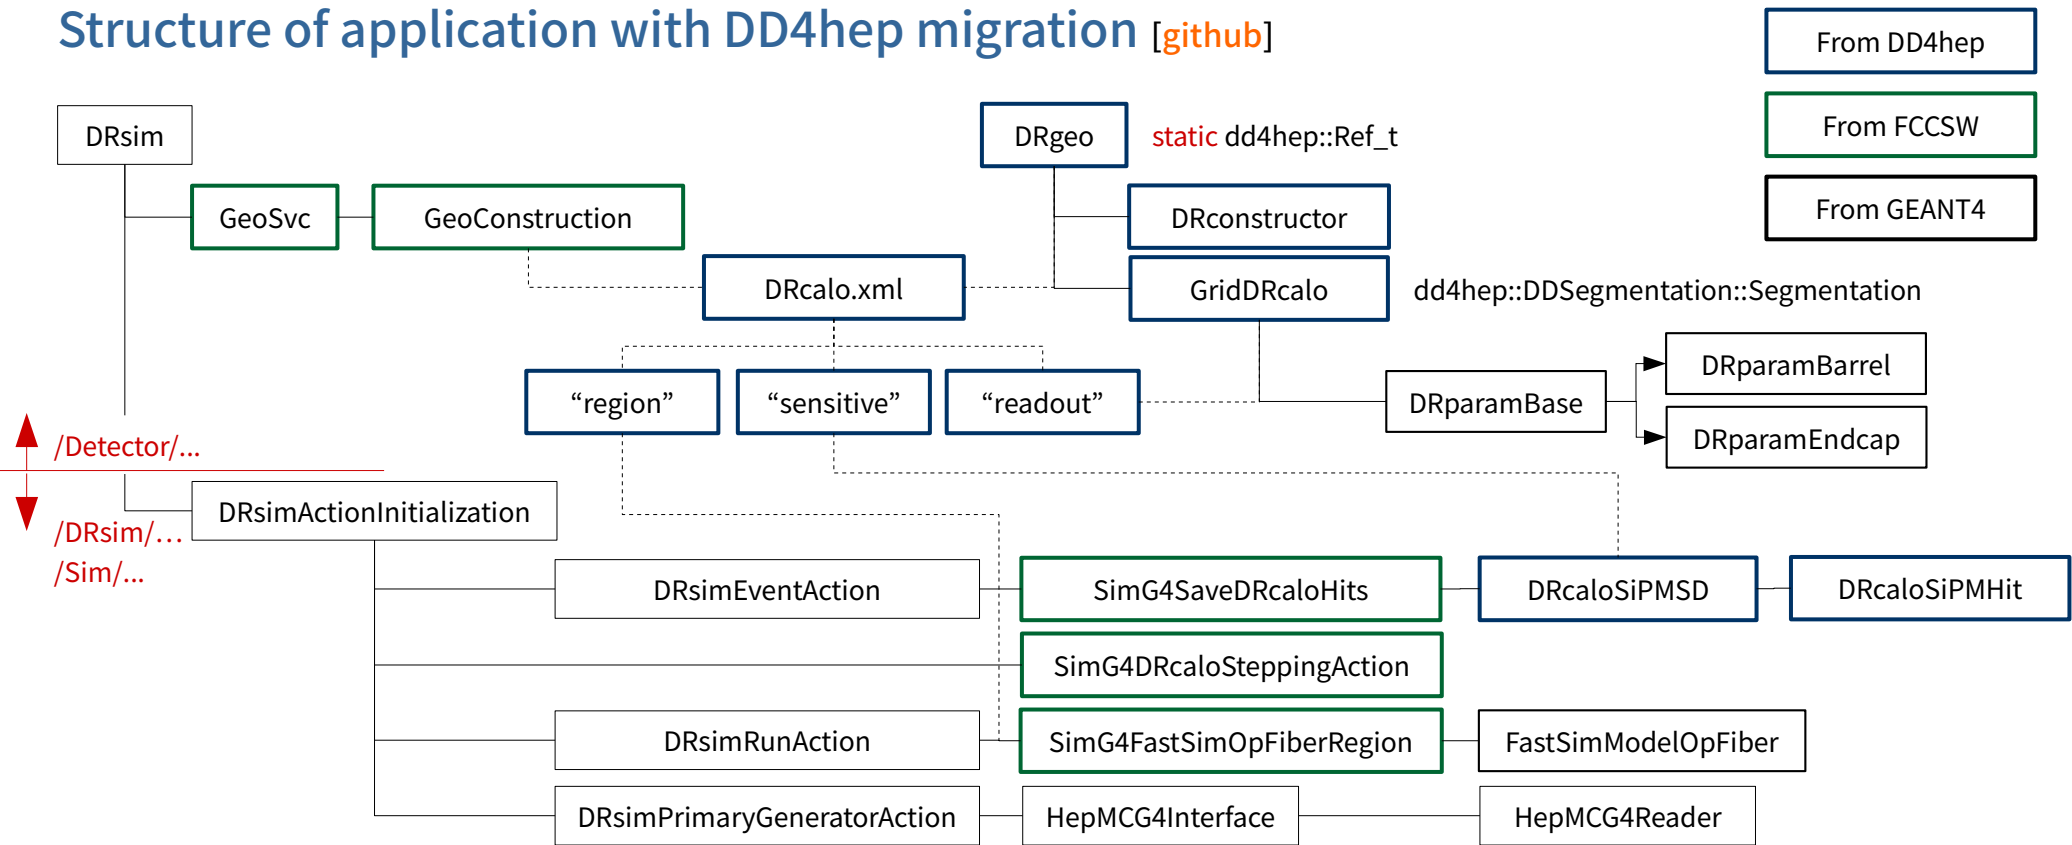 Structure of application with DD4hep migration [github]
From DD4hep
From FCCSW
From GEANT4
DRsim
DRgeo
static dd4hep::Ref_t
GeoSvc
GeoConstruction
DRconstructor
DRcalo.xml
GridDRcalo
dd4hep::DDSegmentation::Segmentation
“region”
“sensitive”
“readout”
DRparamBase
DRparamBarrel
DRparamEndcap
/Detector/...
/DRsim/…
/Sim/...
DRsimActionInitialization
DRsimEventAction
SimG4SaveDRcaloHits
DRcaloSiPMSD
DRcaloSiPMHit
SimG4DRcaloSteppingAction
DRsimRunAction
SimG4FastSimOpFiberRegion
FastSimModelOpFiber
DRsimPrimaryGeneratorAction
HepMCG4Interface
HepMCG4Reader